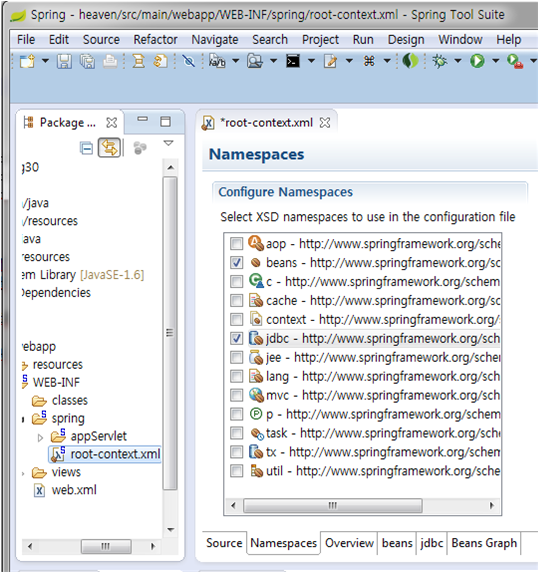 Spring - heaven/src/main/webapp/WEB-INF/spring/root-context.xml - Spring Tool Suite
File Edit Source Refactor Navigate Search Project Run Design Window Help
Package ...
g30
/java
/resources
ava
resources
em Library [JavaSE-1.6]
Dependencies
webapp
resources
WEB-INF
classes
spring
appServlet
root-context.xml
views
web.xml
*root-context.xml
Namespaces
Configure Namespaces
Select XSD namespaces to use in the configuration file
aop - http://www.springframework.org/sche
beans - http://www.springframework.org/sc
c - http://www.springframework.org/schem
cache - http://www.springframework.org/sc
context - http://www.springframework.org/
jdbc - http://www.springframework.org/sch
jee - http://www.springframework.org/sche
lang - http://www.springframework.org/sch
mvc - http://www.springframework.org/sch
p - http://www.springframework.org/schem
task - http://www.springframework.org/sch
tx - http://www.springframework.org/schem
util - http://www.springframework.org/sche
Source Namespaces Overview beans jdbc Beans Graph